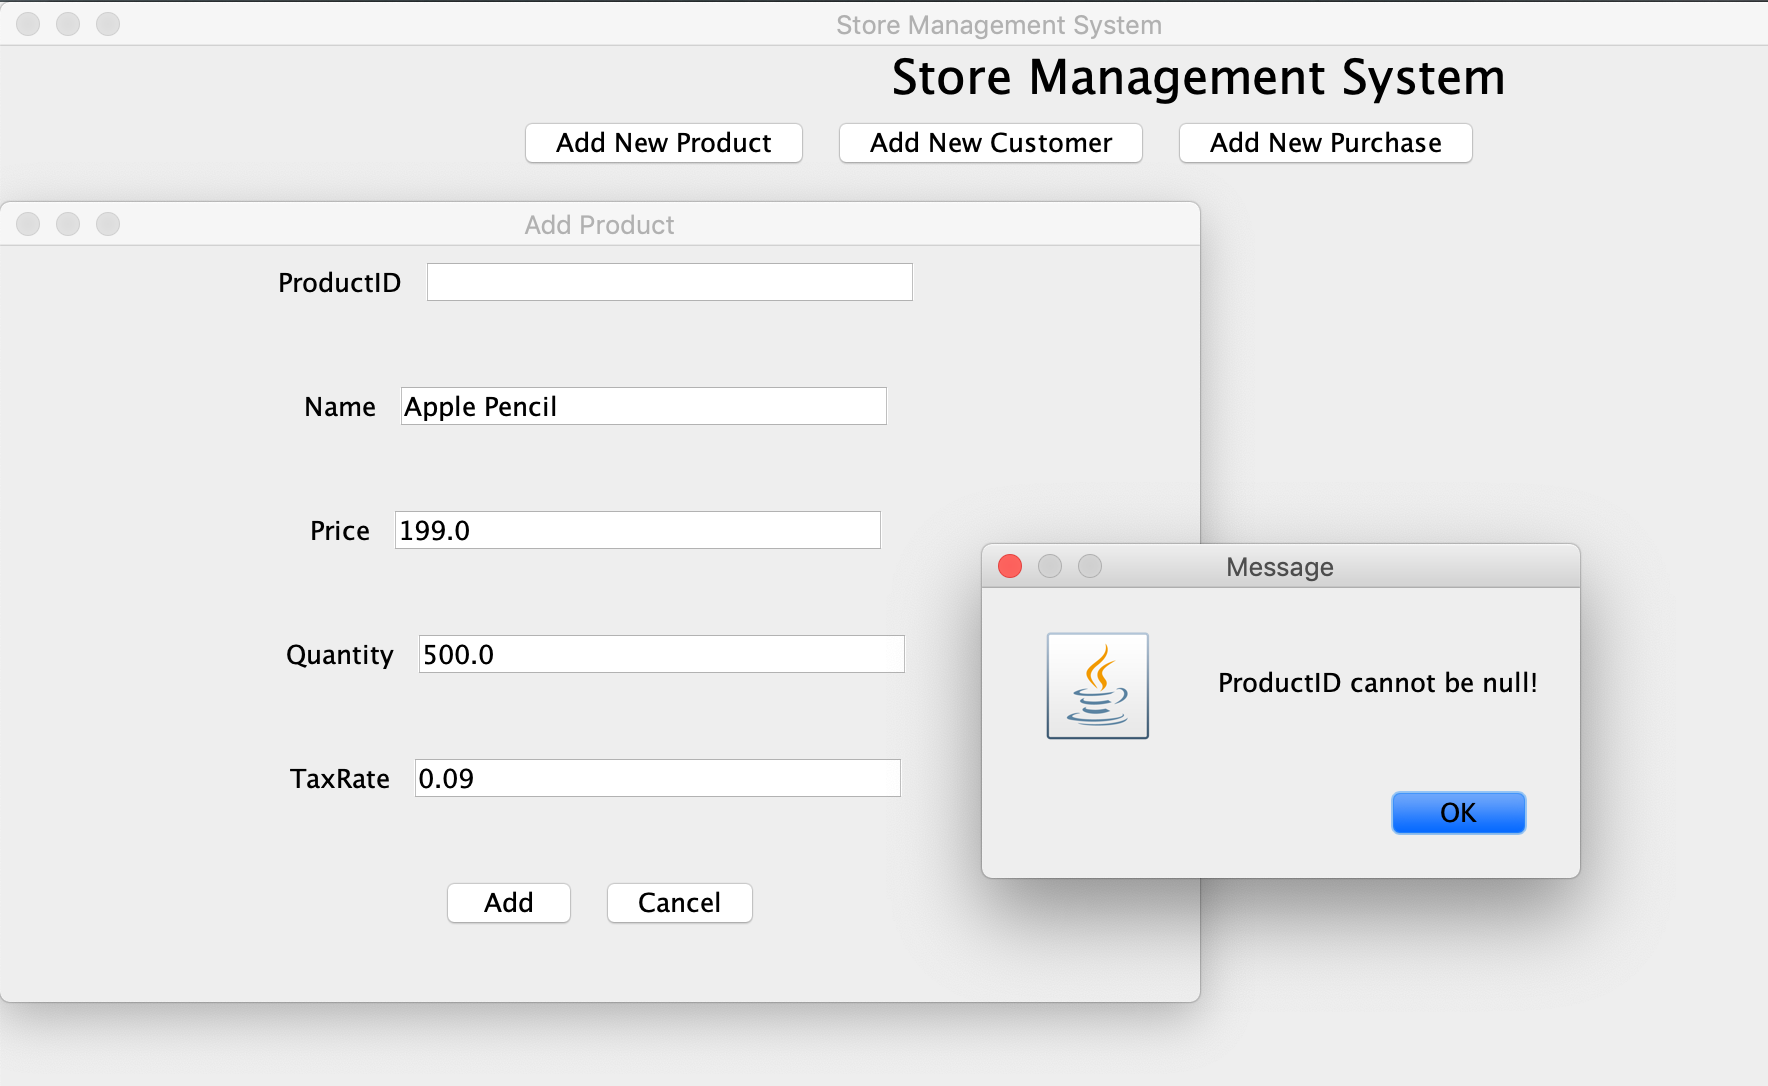 Store Management System
Store Management System
Add New Product Add New Customer Add New Purchase
Add Product
ProductID
Name Apple Pencil
Price 199.0
Quantity 500.0
TaxRate 0.09
Add Cancel
Message
ProductID cannot be null!
OK